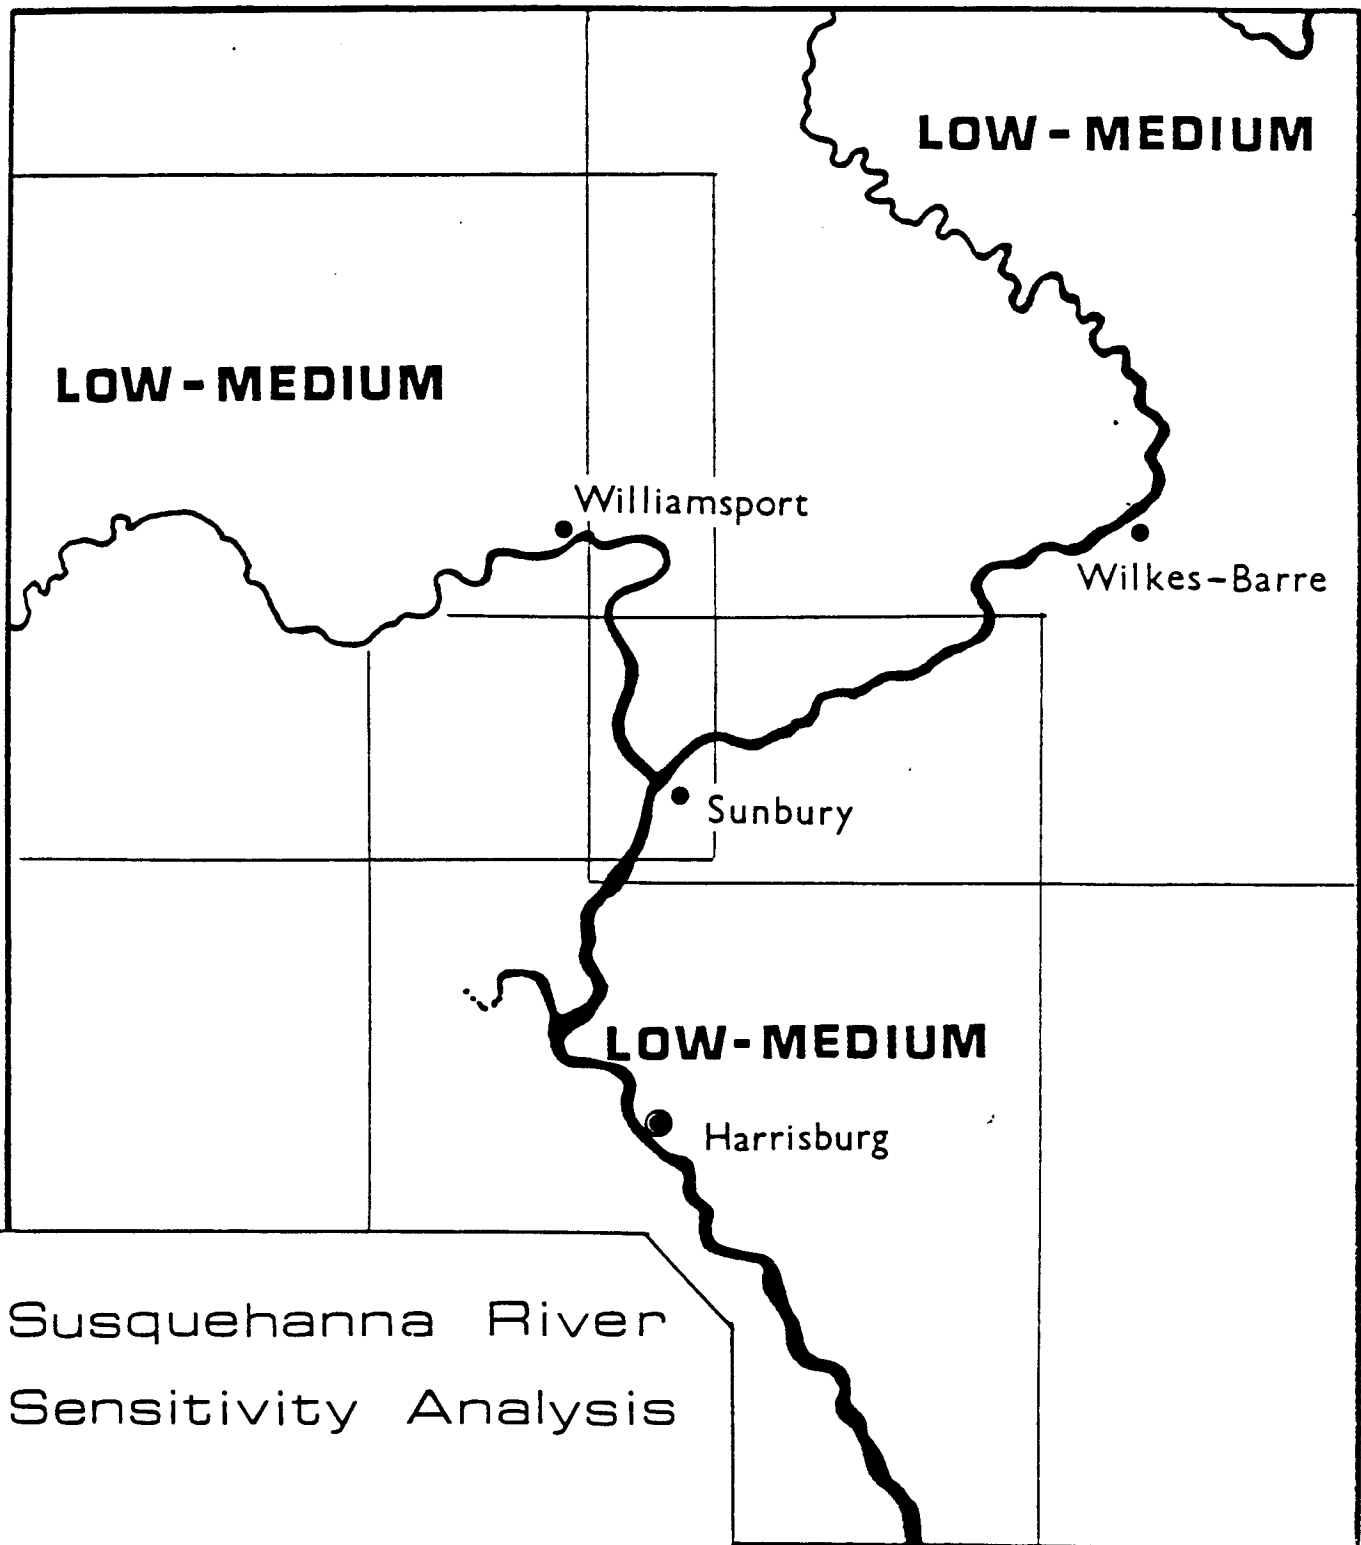 LOW-MEDIUM
LOW-MEDIUM
Williamsport
Wilkes-Barre
Sunbury
LOW-MEDIUM
Harrisburg
Susquehanna River
Sensitivity Analysis